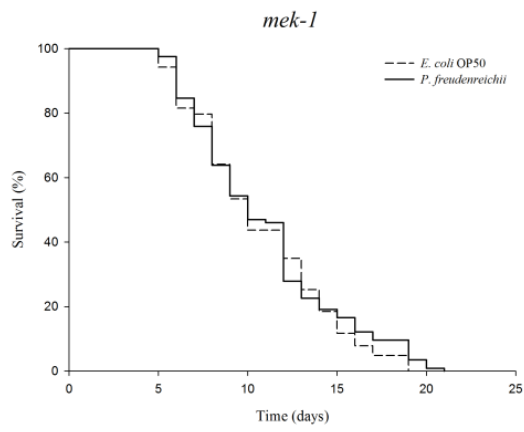 mek-1
E. coli OP50
P. freudenreichii
Survival (%)
100
80
60
40
20
0
0 5 10 15 20 25
Time (days)